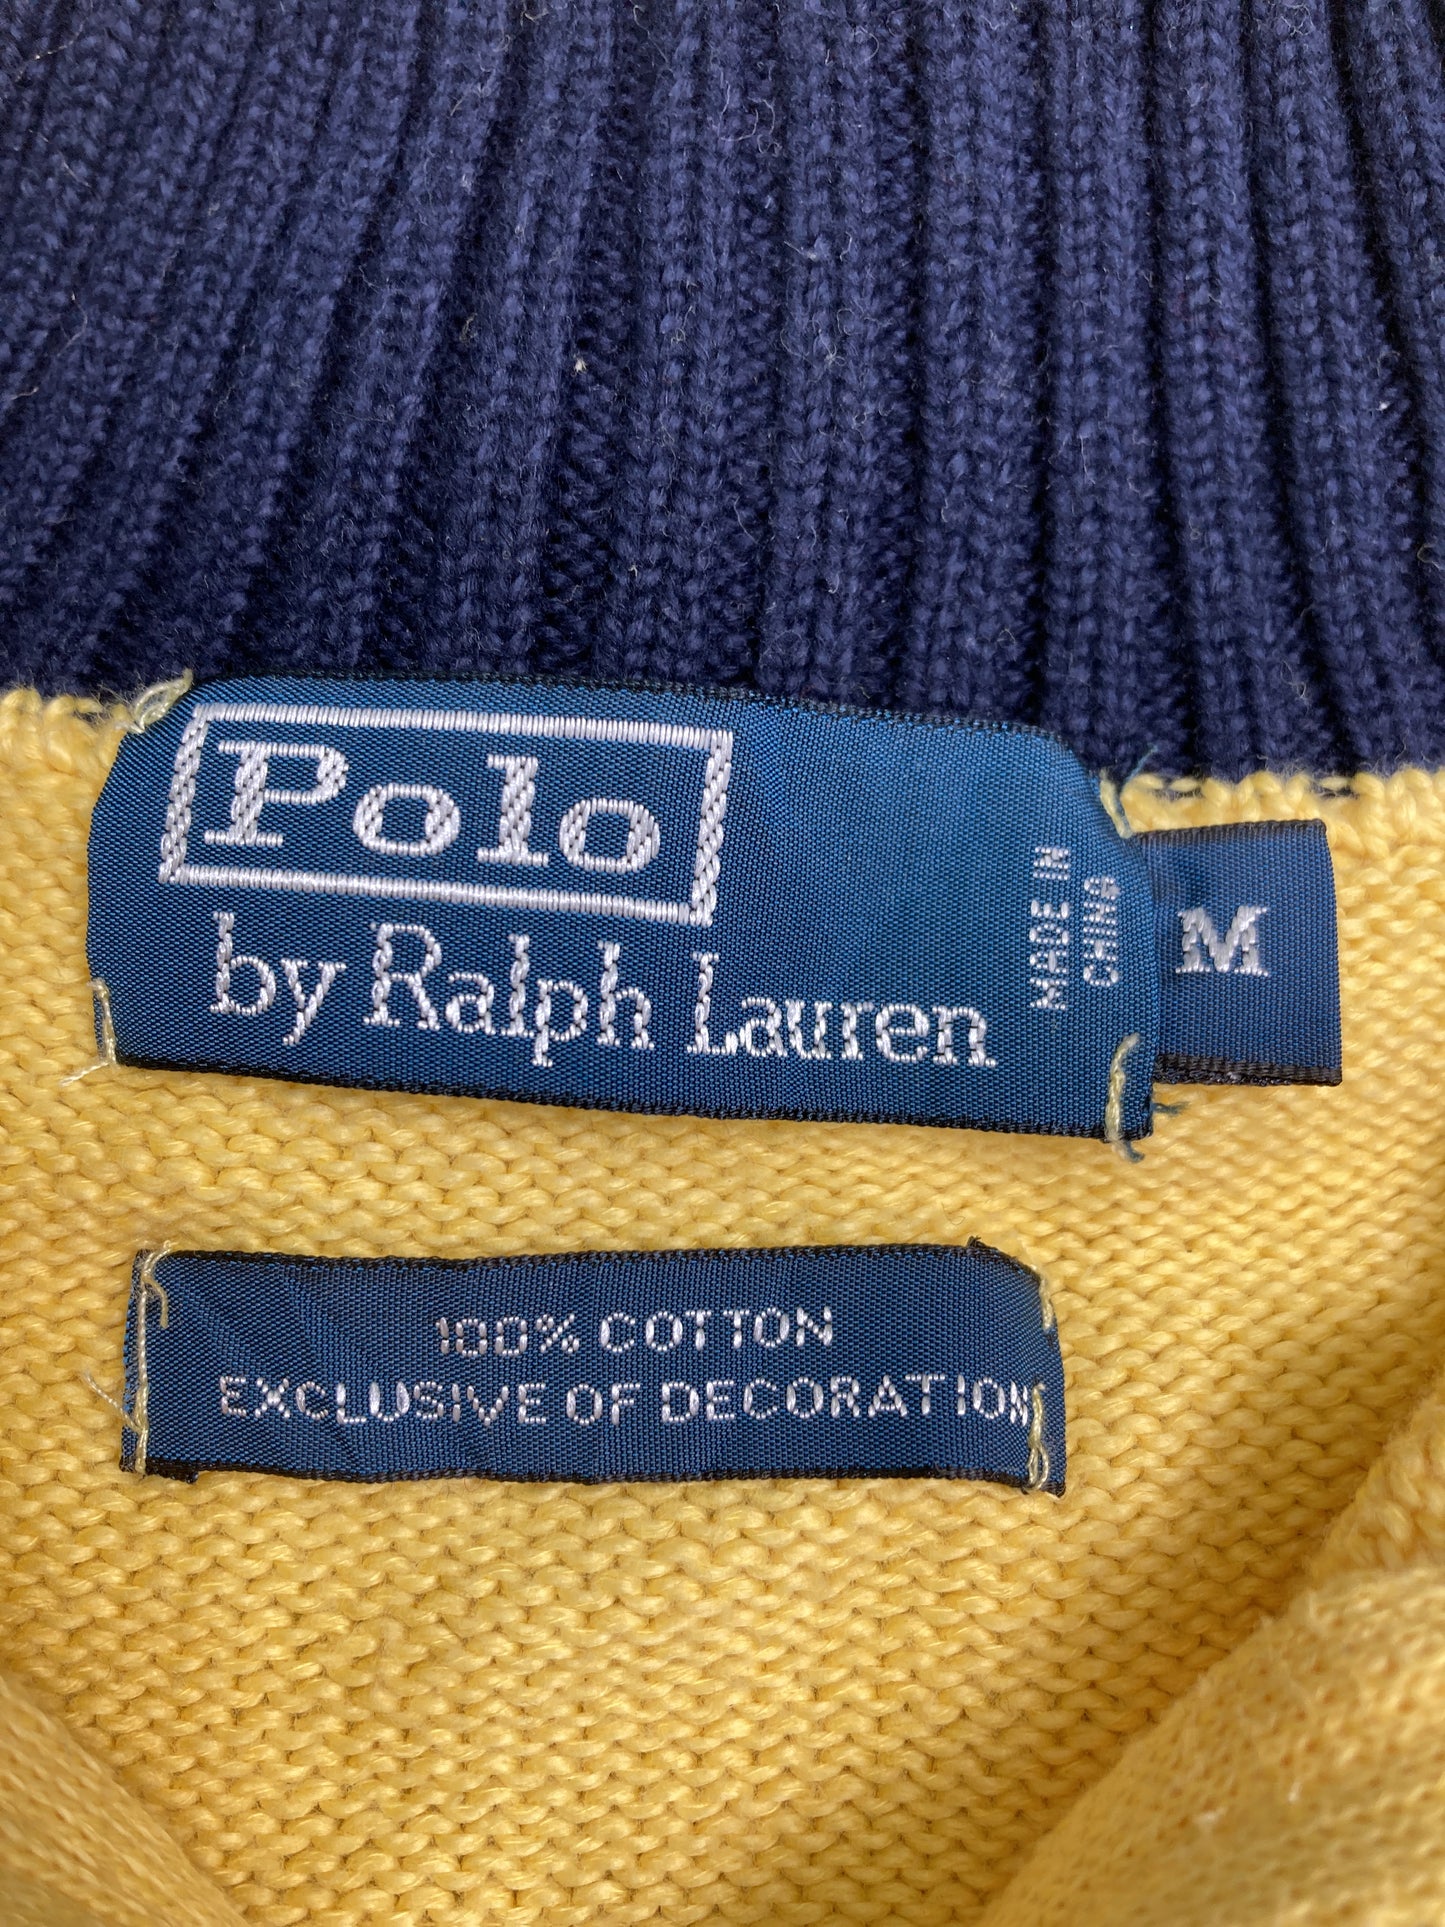 Polo
by Ralph Lauren
MADE IN
CHINA
M
100% COTTON
EXCLUSIVE OF DECORATION